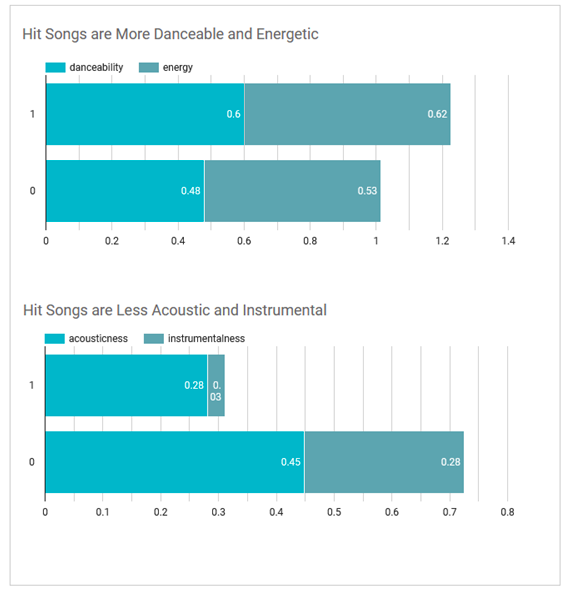 Hit Songs are More Danceable and Energetic
danceability energy
1 0.6 0.62
0 0.48 0.53
0 0.2 0.4 0.6 0.8 1 1.2 1.4
Hit Songs are Less Acoustic and Instrumental
acousticness instrumentalness
1 0.28 0.
03
0 0.45 0.28
0 0.1 0.2 0.3 0.4 0.5 0.6 0.7 0.8